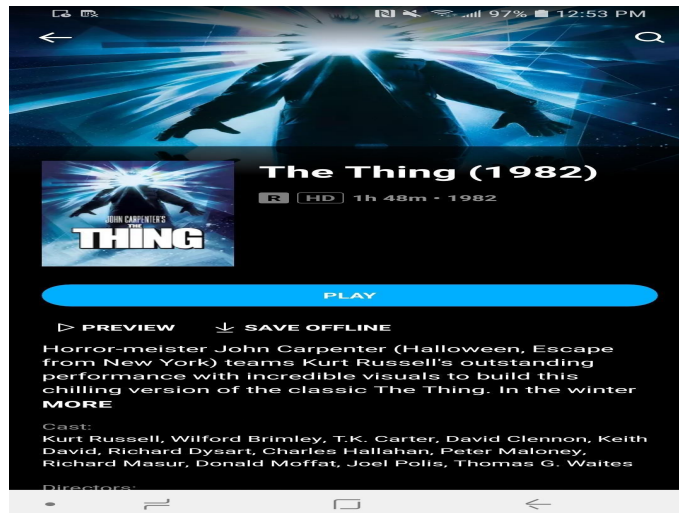 97% 12:53 PM
The Thing (1982)
R HD 1h 48m • 1982
JOHN CARPENTER'S
THE
THING
PLAY
PREVIEW SAVE OFFLINE
Horror-meister John Carpenter (Halloween, Escape
from New York) teams Kurt Russell's outstanding
performance with incredible visuals to build this
chilling version of the classic The Thing. In the winter
MORE
Cast:
Kurt Russell, Wilford Brimley, T.K. Carter, David Clennon, Keith
David, Richard Dysart, Charles Hallahan, Peter Maloney,
Richard Masur, Donald Moffat, Joel Polis, Thomas G. Waites
Directors: